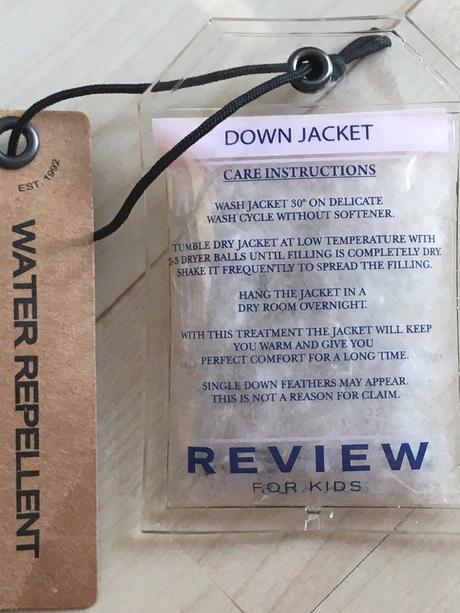 EST. 1992
WATER REPELLENT
DOWN JACKET
CARE INSTRUCTIONS
WASH JACKET 30° ON DELICATE
WASH CYCLE WITHOUT SOFTENER.
TUMBLE DRY JACKET AT LOW TEMPERATURE WITH
2-3 DRYER BALLS UNTIL FILLING IS COMPLETELY DRY.
SHAKE IT FREQUENTLY TO SPREAD THE FILLING.
HANG THE JACKET IN A
DRY ROOM OVERNIGHT.
WITH THIS TREATMENT THE JACKET WILL KEEP
YOU WARM AND GIVE YOU
PERFECT COMFORT FOR A LONG TIME.
SINGLE DOWN FEATHERS MAY APPEAR.
THIS IS NOT A REASON FOR CLAIM.
REVIEW
FOR KIDS